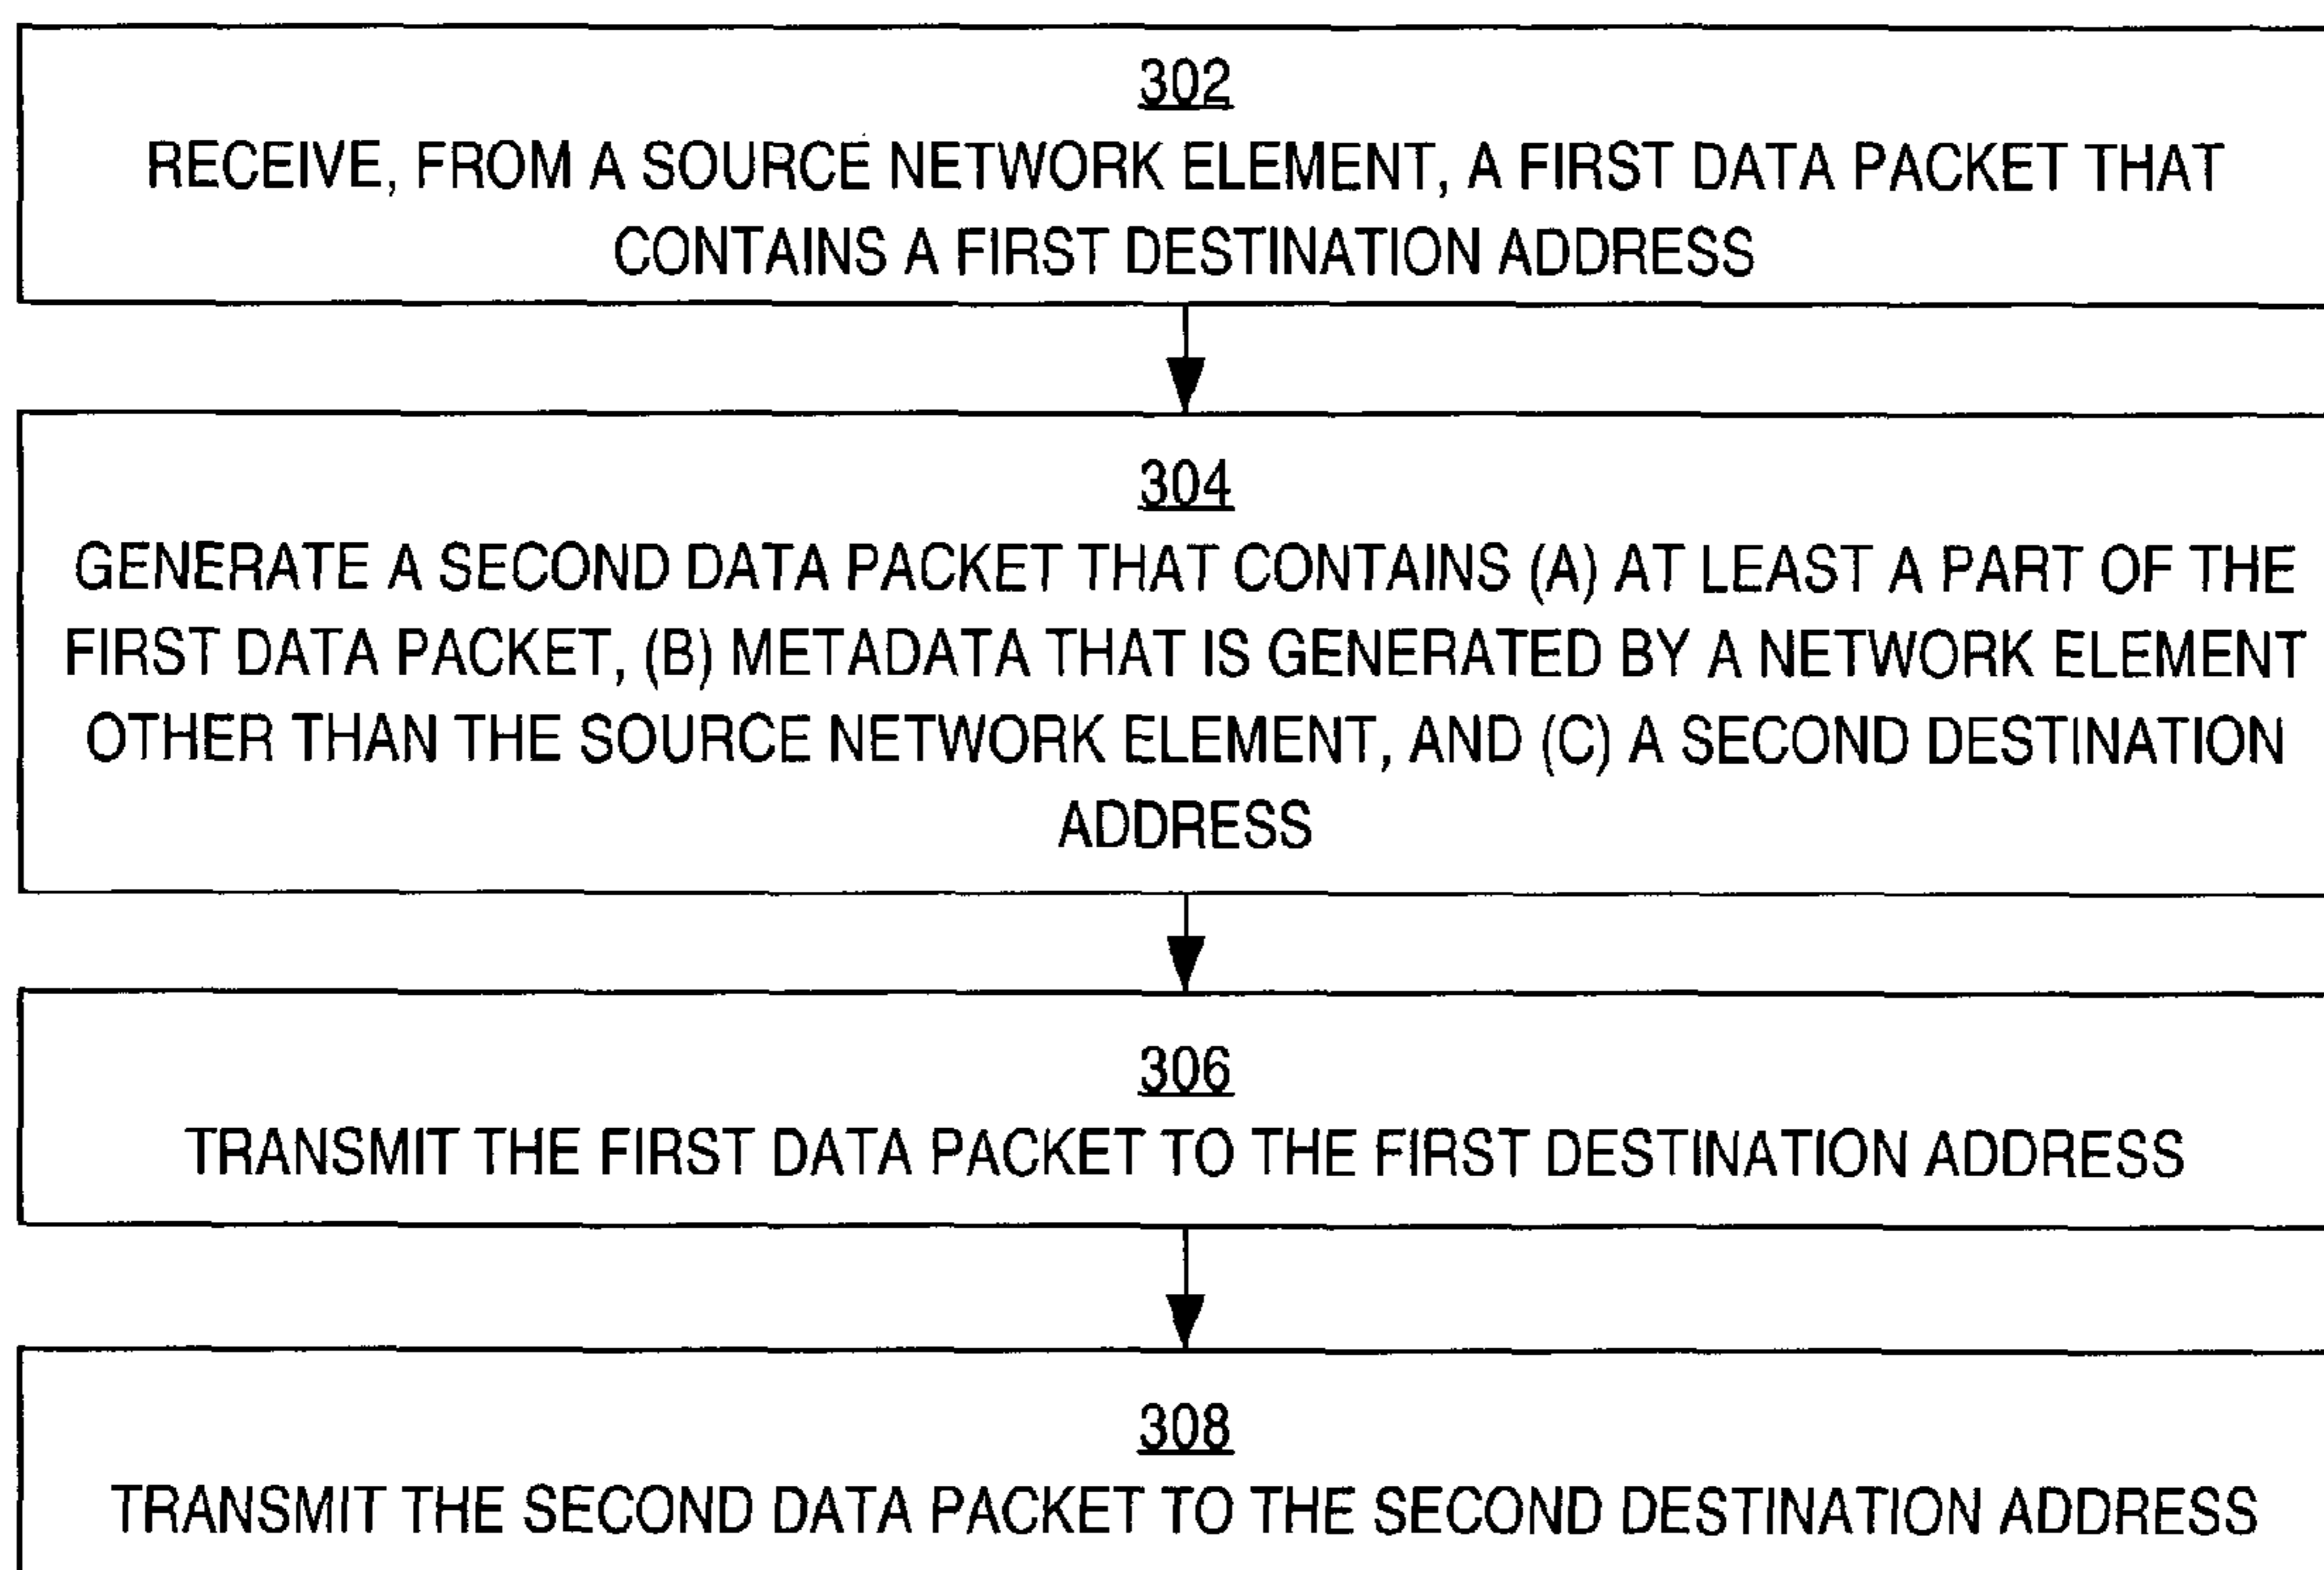 302
RECEIVE, FROM A SOURCE NETWORK ELEMENT, A FIRST DATA PACKET THAT
CONTAINS A FIRST DESTINATION ADDRESS
304
GENERATE A SECOND DATA PACKET THAT CONTAINS (A) AT LEAST A PART OF THE
FIRST DATA PACKET, (B) METADATA THAT IS GENERATED BY A NETWORK ELEMENT
OTHER THAN THE SOURCE NETWORK ELEMENT, AND (C) A SECOND DESTINATION
ADDRESS
306
TRANSMIT THE FIRST DATA PACKET TO THE FIRST DESTINATION ADDRESS
308
TRANSMIT THE SECOND DATA PACKET TO THE SECOND DESTINATION ADDRESS